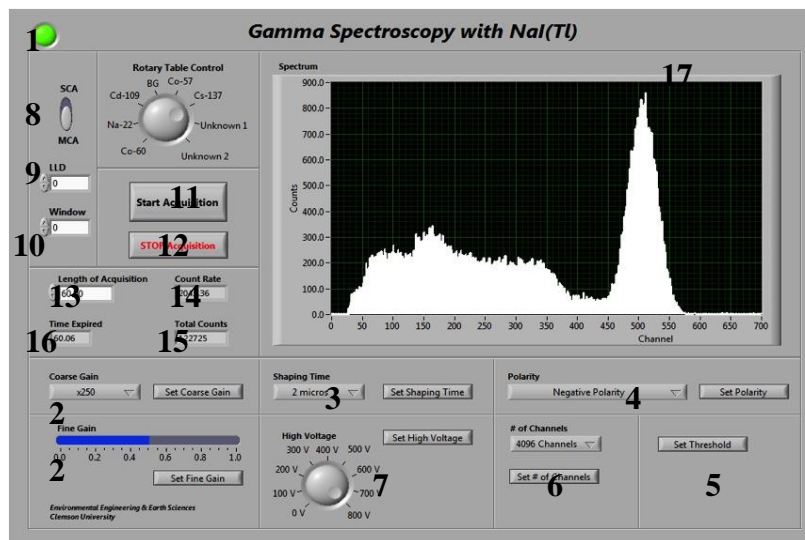 Gamma Spectroscopy with NaI(Tl)
1
SCA
8
MCA
9
LLD
0
Window
0
10
Rotary Table Control
BG
Co-57
Cd-109
Cs-137
Na-22
Unknown 1
Co-60
Unknown 2
11
Start Acquisition
12
STOP Acquisition
Length of Acquisition
13
Count Rate
14
Time Expired
16
60.06
Total Counts
15
Spectrum
17
Counts
900.0
800.0
700.0
600.0
500.0
400.0
300.0
200.0
100.0
0.0
0 50 100 150 200 250 300 350 400 450 500 550 600 650 700
Channel
Coarse Gain
x250
Set Coarse Gain
2
Shaping Time
2 micros
Set Shaping Time
3
Polarity
Negative Polarity
Set Polarity
4
Fine Gain
0.0 0.2 0.4 0.6 0.8 1.0
2
Set Fine Gain
Environmental Engineering & Earth Sciences
Clemson University
High Voltage
Set High Voltage
300 V 400 V 500 V
200 V
600 V
100 V
700 V
0 V
800 V
7
# of Channels
4096 Channels
Set # of Channels
6
Set Threshold
5